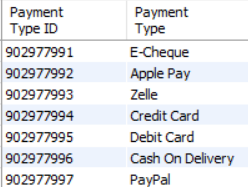 Payment Payment
Type ID Type
902977991 E-Cheque
902977992 Apple Pay
902977993 Zelle
902977994 Credit Card
902977995 Debit Card
902977996 Cash On Delivery
902977997 PayPal